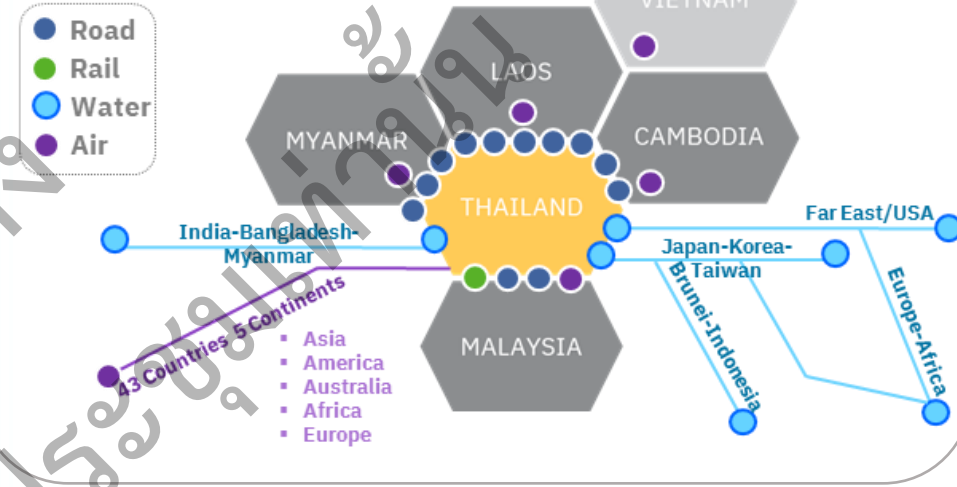 Road
Rail
Water
Air
VIETNAM
LAOS
MYANMAR
CAMBODIA
THAILAND
MALAYSIA
India-Bangladesh-
Myanmar
Far East/USA
Japan-Korea-
Taiwan
Brunei-Indonesia
Europe-Africa
43 Countries 5 Continents
▪ Asia
▪ America
▪ Australia
▪ Africa
▪ Europe